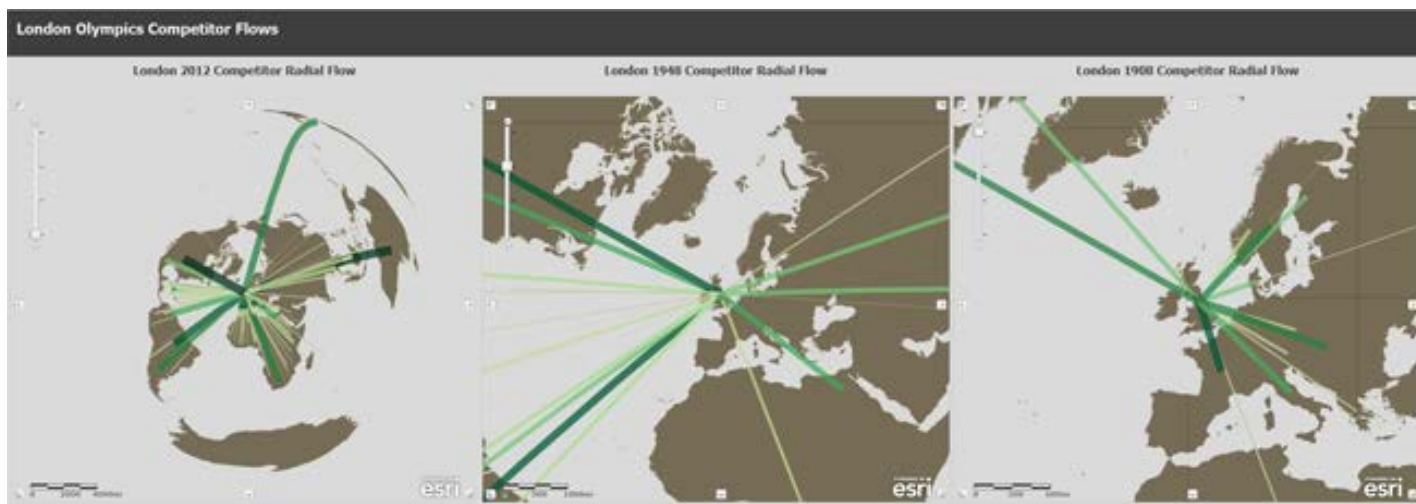 London Olympics Competitor Flows
London 2012 Competitor Radial Flow
London 1948 Competitor Radial Flow
London 1908 Competitor Radial Flow
esri
esri
esri